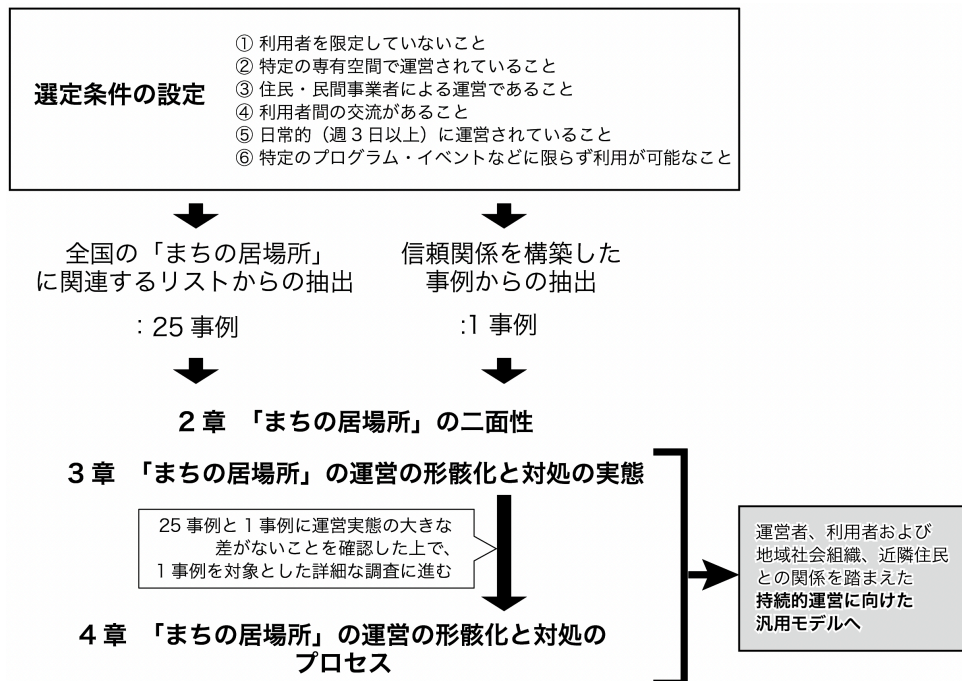 選定条件の設定
① 利用者を限定していないこと
② 特定の専有空間で運営されていること
③ 住民・民間事業者による運営であること
④ 利用者間の交流があること
⑤ 日常的（週 3 日以上）に運営されていること
⑥ 特定のプログラム・イベントなどに限らず利用が可能なこと
全国の「まちの居場所」
に関連するリストからの抽出
：25 事例
信頼関係を構築した
事例からの抽出
:1 事例
2 章 「まちの居場所」の二面性
3 章 「まちの居場所」の運営の形骸化と対処の実態
25 事例と 1 事例に運営実態の大きな
差がないことを確認した上で、
1 事例を対象とした詳細な調査に進む
4 章 「まちの居場所」の運営の形骸化と対処の
プロセス
運営者、利用者および
地域社会組織、近隣住民
との関係を踏まえた
持続的運営に向けた
汎用モデルへ